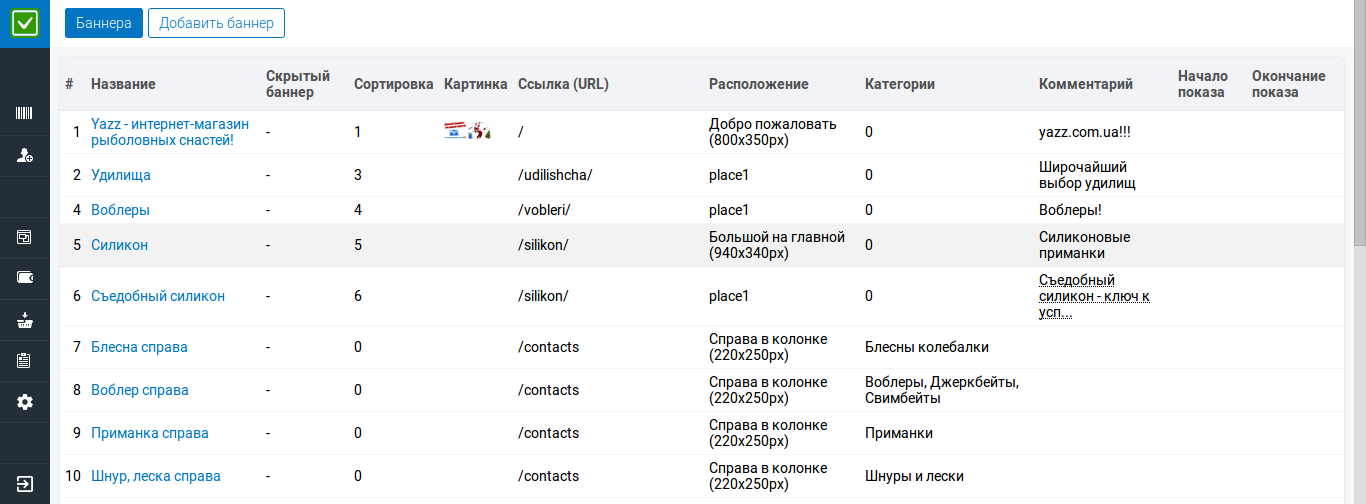 Баннера Добавить баннер
# Название Скрытый баннер Сортировка Картинка Ссылка (URL) Расположение Категории Комментарий Начало показа Окончание показа
1 Yazz - интернет-магазин рыболовных снастей! - 1 / Добро пожаловать (800x350px) 0 yazz.com.ua!!!
2 Удилища - 3 /udilishcha/ place1 0 Широчайший выбор удилищ
4 Воблеры - 4 /vobleri/ place1 0 Воблеры!
5 Силикон - 5 /silikon/ Большой на главной (940x340px) 0 Силиконовые приманки
6 Съедобный силикон - 6 /silikon/ place1 0 Съедобный силикон - ключ к усп...
7 Блесна справа - 0 /contacts Справа в колонке (220x250px) Блесны колебалки
8 Воблер справа - 0 /contacts Справа в колонке (220x250px) Воблеры, Джеркбейты, Свимбейты
9 Приманка справа - 0 /contacts Справа в колонке (220x250px) Приманки
10 Шнур, леска справа - 0 /contacts Справа в колонке (220x250px) Шнуры и лески